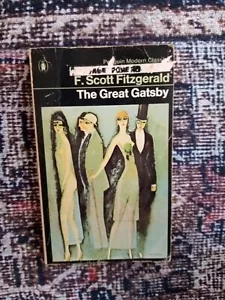 Penguin Modern Classics
F. Scott Fitzgerald
The Great Gatsby